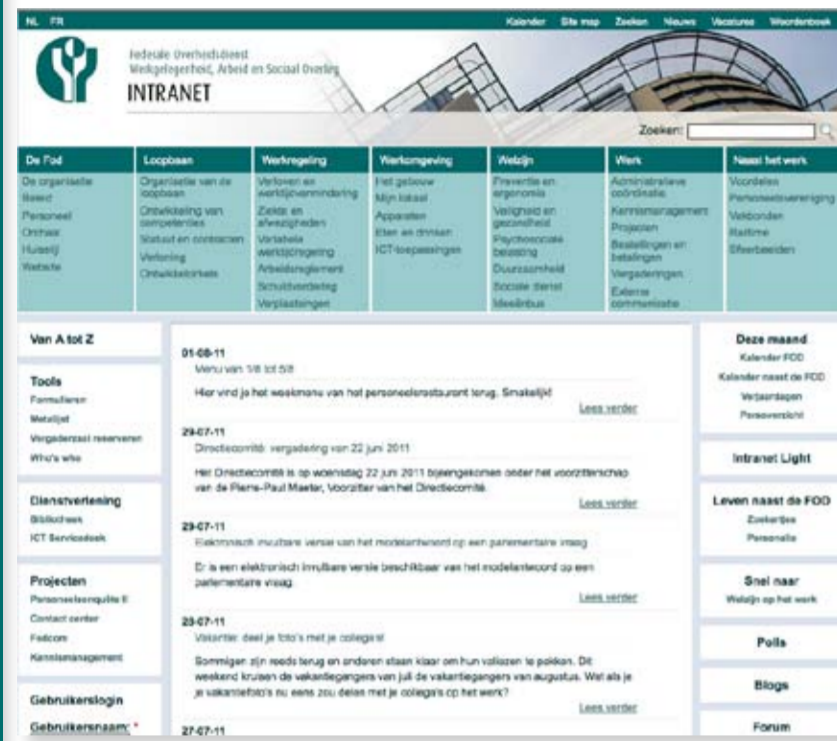 NL FR
Kalender Site map Zoeken Nieuws Vacatures Woordenboek
Federale Overheidsdienst
Werkgelegenheid, Arbeid en Sociaal Overleg
INTRANET
Zoeken:
De Fod
De organisatie
Beleid
Personeel
Onthaal
Huisstijl
Website
Loopbaan
Organisatie van de
loopbaan
Ontwikkeling van
competenties
Statuut en contracten
Verloning
Ontwikkelcirkels
Werkregeling
Verloven en
werktijdvermindering
Ziekte en
afwezigheden
Variabele
werktijdregeling
Arbeidsreglement
Schuldvordering
Verplaatsingen
Werkomgeving
Het gebouw
Mijn lokaal
Apparaten
Eten en drinken
ICT-toepassingen
Welzijn
Preventie en
ergonomie
Veiligheid en
gezondheid
Psychosociale
belasting
Duurzaamheid
Sociale dienst
Ideeënbus
Werk
Administratieve
coördinatie
Kennismanagement
Projecten
Bestellingen en
betalingen
Vergaderingen
Externe
communicatie
Naast het werk
Voordelen
Personeelsvereniging
Vakbonden
Sfeerbeelden
Van A tot Z
Tools
Formulieren
Vergaderzaal reserveren
Who's who
Dienstverlening
Bibliotheek
ICT Servicedesk
Projecten
Personeelsenquête II
Contact center
Fedcom
Kennismanagement
Gebruikerslogin
Gebruikersnaam: *
01-08-11
Menu van 1/8 tot 5/8
Hier vind je het weekmenu van het personeelsrestaurant terug. Smakelijk!
Lees verder
29-07-11
Directiecomité: vergadering van 22 juni 2011
Het Directiecomité is op woensdag 22 juni 2011 bijeengekomen onder het voorzitterschap
van de Pierre-Paul Maeter, Voorzitter van het Directiecomité.
Lees verder
29-07-11
Elektronisch invulbare versie van het modelantwoord op een parlementaire vraag
Er is een elektronisch invulbare versie beschikbaar van het modelantwoord op een
parlementaire vraag.
Lees verder
28-07-11
Vakantie: deel je foto's met je collega's!
Sommigen zijn reeds terug en anderen staan klaar om hun valiezen te pakken. Dit
weekend kruisen de vakantiegangers van juli de vakantiegangers van augustus. Wat als je
je vakantiefoto's nu eens zou delen met je collega's op het werk?
Lees verder
27-07-11
Deze maand
Kalender FOD
Kalender naast de FOD
Verjaardagen
Persoverzicht
Intranet Light
Leven naast de FOD
Zoekertjes
Personalia
Snel naar
Welzijn op het werk
Polls
Blogs
Forum